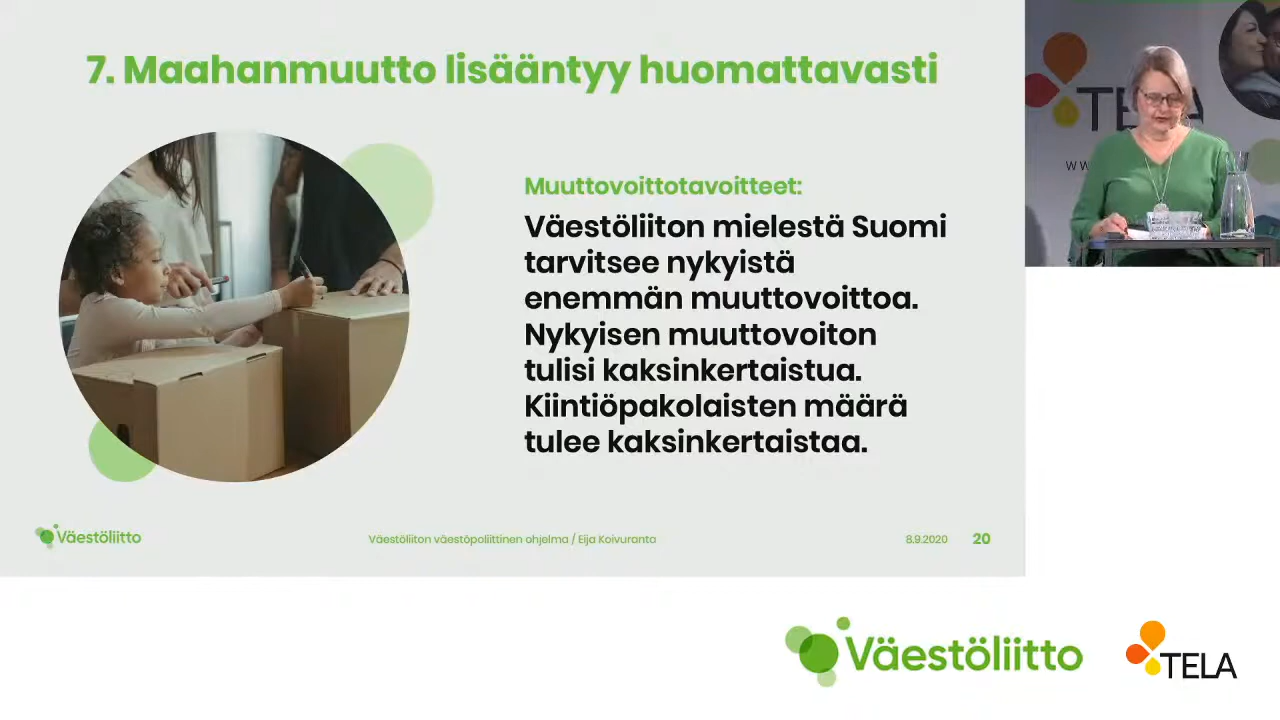 7. Maahanmuutto lisääntyy huomattavasti
Muuttovoittotavoitteet:
Väestöliiton mielestä Suomi
tarvitsee nykyistä
enemmän muuttovoittoa.
Nykyisen muuttovoiton
tulisi kaksinkertaistua.
Kiintiöpakolaisten määrä
tulee kaksinkertaistaa.
Väestöliitto
Väestöliiton väestöpoliittinen ohjelma / Eija Koivuranta
8.9.2020
20
TELA
Väestöliitto
TELA